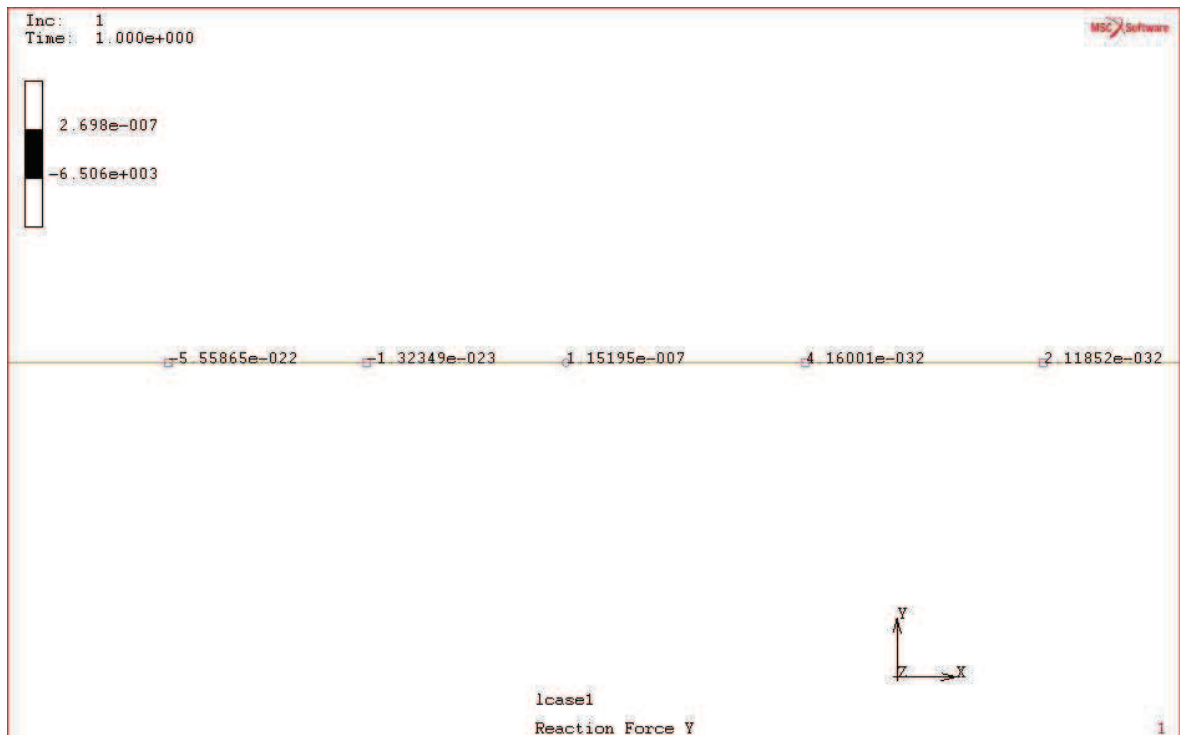 Inc: 1
Time: 1.000e+000
MSC Software
2.698e-007
-6.506e+003
-5.55865e-022 -1.32349e-023 1.15195e-007 4.16001e-032 2.11852e-032
Y
Z X
lcase1
Reaction Force Y
1